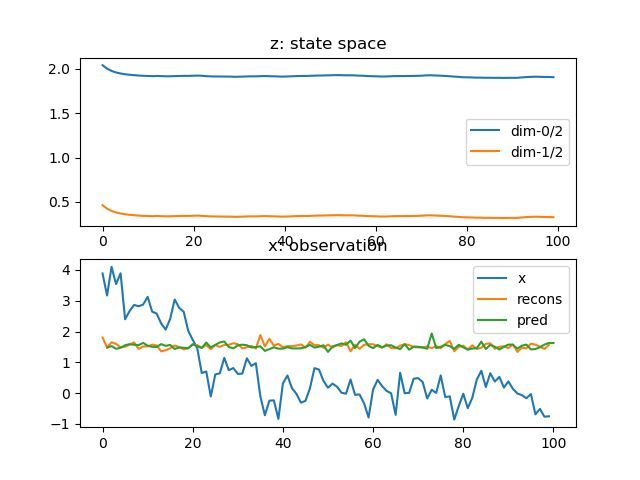 z: state space
2.0
1.5
1.0
0.5
dim-0/2
dim-1/2
0 20 40 60 80 100
x: observation
4
3
2
1
0
−1
x
recons
pred
0 20 40 60 80 100